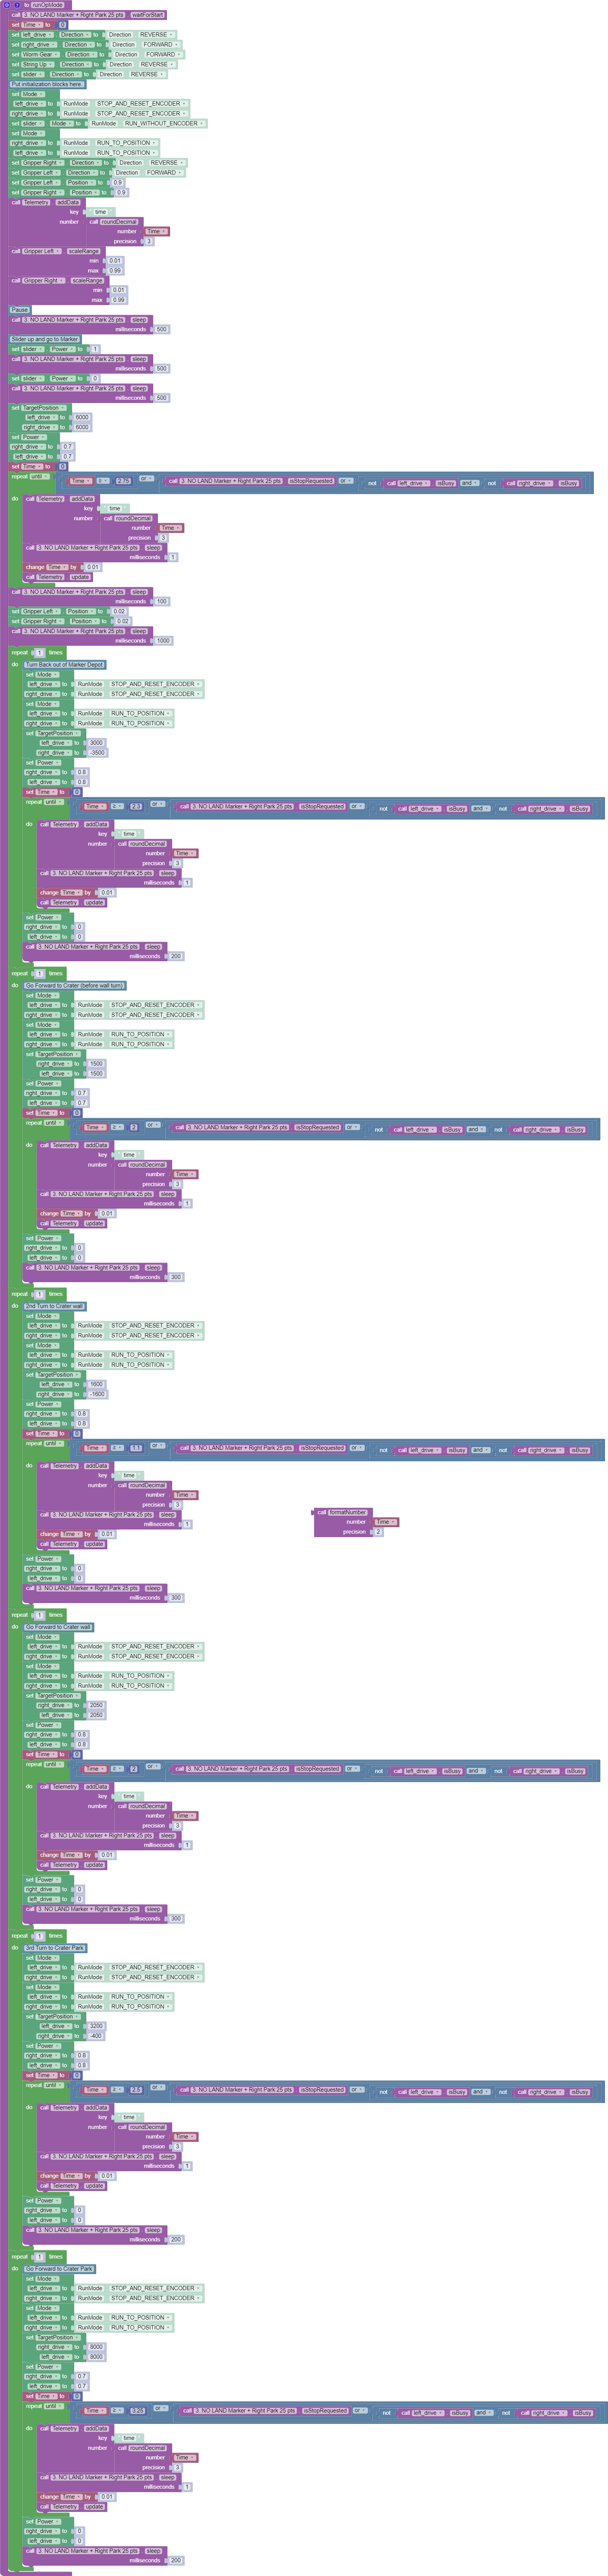 to runOpMode
call 3. NO LAND Marker + Right Park 25 pts . waitForStart
set Time to 0
set left_drive . Direction to Direction . REVERSE
set right_drive . Direction to Direction . FORWARD
set Worm Gear . Direction to Direction . FORWARD
set String Up . Direction to Direction . REVERSE
set slider . Direction to Direction . REVERSE
Put initialization blocks here.
set Mode
left_drive to RunMode . STOP_AND_RESET_ENCODER
right_drive to RunMode . STOP_AND_RESET_ENCODER
set slider . Mode to RunMode . RUN_WITHOUT_ENCODER
set Mode
right_drive to RunMode . RUN_TO_POSITION
left_drive to RunMode . RUN_TO_POSITION
set Gripper Right . Direction to Direction . REVERSE
set Gripper Left . Direction to Direction . FORWARD
set Gripper Left . Position to 0.9
set Gripper Right . Position to 0.9
call Telemetry . addData
key time
number call roundDecimal
number Time
precision 3
call Gripper Left . scaleRange
min 0.01
max 0.99
call Gripper Right . scaleRange
min 0.01
max 0.99
Pause
call 3. NO LAND Marker + Right Park 25 pts . sleep
milliseconds 500
Slider up and go to Marker
set slider . Power to 1
call 3. NO LAND Marker + Right Park 25 pts . sleep
milliseconds 500
set slider . Power to 0
call 3. NO LAND Marker + Right Park 25 pts . sleep
milliseconds 500
set TargetPosition
left_drive to 6000
right_drive to 6000
set Power
right_drive to 0.7
left_drive to 0.7
set Time to 0
repeat until Time ≥ 2.75 or call 3. NO LAND Marker + Right Park 25 pts . isStopRequested or not call left_drive . isBusy and not call right_drive . isBusy
do call Telemetry . addData
key time
number call roundDecimal
number Time
precision 3
call 3. NO LAND Marker + Right Park 25 pts . sleep
milliseconds 1
change Time by 0.01
call Telemetry . update
call 3. NO LAND Marker + Right Park 25 pts . sleep
milliseconds 100
set Gripper Left . Position to 0.02
set Gripper Right . Position to 0.02
call 3. NO LAND Marker + Right Park 25 pts . sleep
milliseconds 1000
repeat 1 times
do Turn Back out of Marker Depot
set Mode
left_drive to RunMode . STOP_AND_RESET_ENCODER
right_drive to RunMode . STOP_AND_RESET_ENCODER
set Mode
left_drive to RunMode . RUN_TO_POSITION
right_drive to RunMode . RUN_TO_POSITION
set TargetPosition
left_drive to 3000
right_drive to -3500
set Power
right_drive to 0.8
left_drive to 0.8
set Time to 0
repeat until Time ≥ 2.3 or call 3. NO LAND Marker + Right Park 25 pts . isStopRequested or not call left_drive . isBusy and not call right_drive . isBusy
do call Telemetry . addData
key time
number call roundDecimal
number Time
precision 3
call 3. NO LAND Marker + Right Park 25 pts . sleep
milliseconds 1
change Time by 0.01
call Telemetry . update
set Power
right_drive to 0
left_drive to 0
call 3. NO LAND Marker + Right Park 25 pts . sleep
milliseconds 200
repeat 1 times
do Go Forward to Crater (before wall turn)
set Mode
left_drive to RunMode . STOP_AND_RESET_ENCODER
right_drive to RunMode . STOP_AND_RESET_ENCODER
set Mode
left_drive to RunMode . RUN_TO_POSITION
right_drive to RunMode . RUN_TO_POSITION
set TargetPosition
right_drive to 1500
left_drive to 1500
set Power
right_drive to 0.7
left_drive to 0.7
set Time to 0
repeat until Time ≥ 2 or call 3. NO LAND Marker + Right Park 25 pts . isStopRequested or not call left_drive . isBusy and not call right_drive . isBusy
do call Telemetry . addData
key time
number call roundDecimal
number Time
precision 3
call 3. NO LAND Marker + Right Park 25 pts . sleep
milliseconds 1
change Time by 0.01
call Telemetry . update
set Power
right_drive to 0
left_drive to 0
call 3. NO LAND Marker + Right Park 25 pts . sleep
milliseconds 300
repeat 1 times
do 2nd Turn to Crater wall
set Mode
left_drive to RunMode . STOP_AND_RESET_ENCODER
right_drive to RunMode . STOP_AND_RESET_ENCODER
set Mode
left_drive to RunMode . RUN_TO_POSITION
right_drive to RunMode . RUN_TO_POSITION
set TargetPosition
left_drive to 1600
right_drive to -1600
set Power
right_drive to 0.8
left_drive to 0.8
set Time to 0
repeat until Time ≥ 1.1 or call 3. NO LAND Marker + Right Park 25 pts . isStopRequested or not call left_drive . isBusy and not call right_drive . isBusy
do call Telemetry . addData
key time
number call roundDecimal
number Time
precision 3
call 3. NO LAND Marker + Right Park 25 pts . sleep
milliseconds 1
change Time by 0.01
call Telemetry . update
call formatNumber
number Time
precision 2
set Power
right_drive to 0
left_drive to 0
call 3. NO LAND Marker + Right Park 25 pts . sleep
milliseconds 300
repeat 1 times
do Go Forward to Crater wall
set Mode
left_drive to RunMode . STOP_AND_RESET_ENCODER
right_drive to RunMode . STOP_AND_RESET_ENCODER
set Mode
left_drive to RunMode . RUN_TO_POSITION
right_drive to RunMode . RUN_TO_POSITION
set TargetPosition
right_drive to 2050
left_drive to 2050
set Power
right_drive to 0.8
left_drive to 0.8
set Time to 0
repeat until Time ≥ 2 or call 3. NO LAND Marker + Right Park 25 pts . isStopRequested or not call left_drive . isBusy and not call right_drive . isBusy
do call Telemetry . addData
key time
number call roundDecimal
number Time
precision 3
call 3. NO LAND Marker + Right Park 25 pts . sleep
milliseconds 1
change Time by 0.01
call Telemetry . update
set Power
right_drive to 0
left_drive to 0
call 3. NO LAND Marker + Right Park 25 pts . sleep
milliseconds 300
repeat 1 times
do 3rd Turn to Crater Park
set Mode
left_drive to RunMode . STOP_AND_RESET_ENCODER
right_drive to RunMode . STOP_AND_RESET_ENCODER
set Mode
left_drive to RunMode . RUN_TO_POSITION
right_drive to RunMode . RUN_TO_POSITION
set TargetPosition
left_drive to 3200
right_drive to -400
set Power
right_drive to 0.8
left_drive to 0.8
set Time to 0
repeat until Time ≥ 2.5 or call 3. NO LAND Marker + Right Park 25 pts . isStopRequested or not call left_drive . isBusy and not call right_drive . isBusy
do call Telemetry . addData
key time
number call roundDecimal
number Time
precision 3
call 3. NO LAND Marker + Right Park 25 pts . sleep
milliseconds 1
change Time by 0.01
call Telemetry . update
set Power
right_drive to 0
left_drive to 0
call 3. NO LAND Marker + Right Park 25 pts . sleep
milliseconds 200
repeat 1 times
do Go Forward to Crater Park
set Mode
left_drive to RunMode . STOP_AND_RESET_ENCODER
right_drive to RunMode . STOP_AND_RESET_ENCODER
set Mode
left_drive to RunMode . RUN_TO_POSITION
right_drive to RunMode . RUN_TO_POSITION
set TargetPosition
right_drive to 8000
left_drive to 8000
set Power
right_drive to 0.7
left_drive to 0.7
set Time to 0
repeat until Time ≥ 3.25 or call 3. NO LAND Marker + Right Park 25 pts . isStopRequested or not call left_drive . isBusy and not call right_drive . isBusy
do call Telemetry . addData
key time
number call roundDecimal
number Time
precision 3
call 3. NO LAND Marker + Right Park 25 pts . sleep
milliseconds 1
change Time by 0.01
call Telemetry . update
set Power
right_drive to 0
left_drive to 0
call 3. NO LAND Marker + Right Park 25 pts . sleep
milliseconds 200